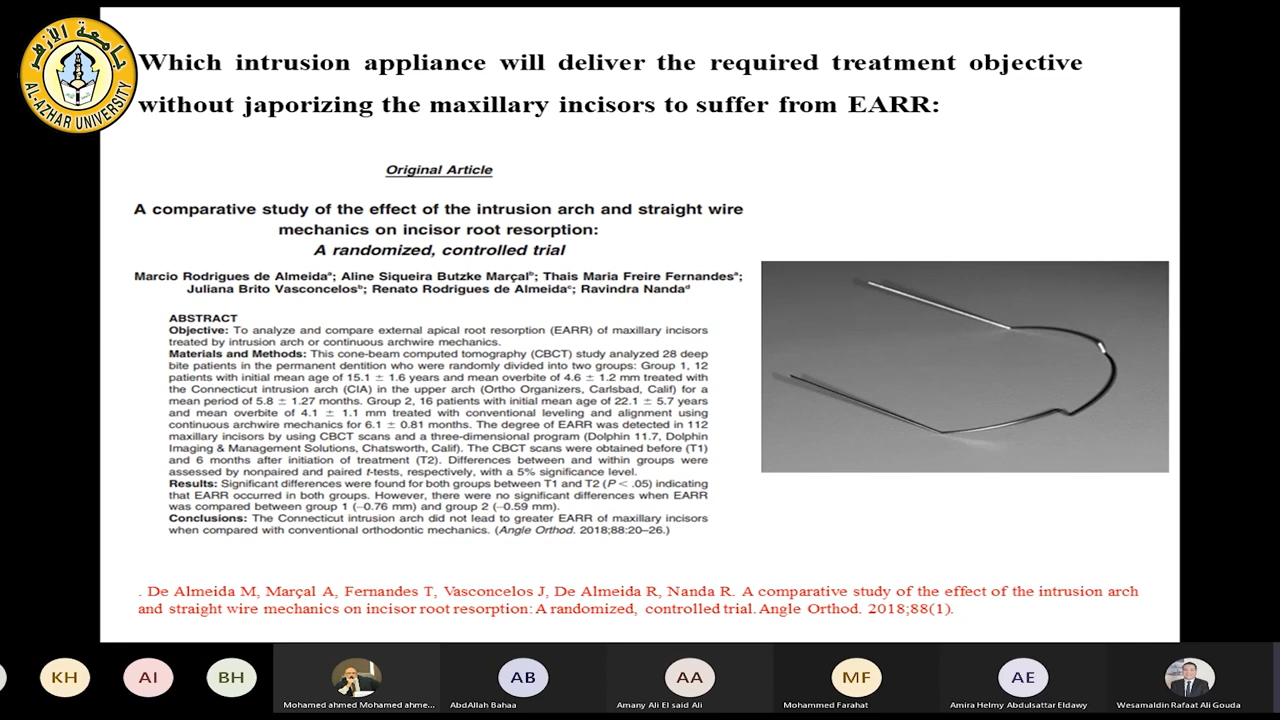 جامعة الأزهر
AL-AZHAR UNIVERSITY
Which intrusion appliance will deliver the required treatment objective
without japorizing the maxillary incisors to suffer from EARR:
Original Article
A comparative study of the effect of the intrusion arch and straight wire
mechanics on incisor root resorption:
A randomized, controlled trial
Marcio Rodrigues de Almeidaᵃ; Aline Siqueira Butzke Marçalᵇ; Thais Maria Freire Fernandesᵃ;
Juliana Brito Vasconcelosᵇ; Renato Rodrigues de Almeidaᶜ; Ravindra Nandaᵈ
ABSTRACT
Objective: To analyze and compare external apical root resorption (EARR) of maxillary incisors
treated by intrusion arch or continuous archwire mechanics.
Materials and Methods: This cone-beam computed tomography (CBCT) study analyzed 28 deep
bite patients in the permanent dentition who were randomly divided into two groups: Group 1, 12
patients with initial mean age of 15.1 ± 1.6 years and mean overbite of 4.6 ± 1.2 mm treated with
the Connecticut intrusion arch (CIA) in the upper arch (Ortho Organizers, Carlsbad, Calif) for a
mean period of 5.8 ± 1.27 months. Group 2, 16 patients with initial mean age of 22.1 ± 5.7 years
and mean overbite of 4.1 ± 1.1 mm treated with conventional leveling and alignment using
continuous archwire mechanics for 6.1 ± 0.81 months. The degree of EARR was detected in 112
maxillary incisors by using CBCT scans and a three-dimensional program (Dolphin 11.7, Dolphin
Imaging & Management Solutions, Chatsworth, Calif). The CBCT scans were obtained before (T1)
and 6 months after initiation of treatment (T2). Differences between and within groups were
assessed by nonpaired and paired t-tests, respectively, with a 5% significance level.
Results: Significant differences were found for both groups between T1 and T2 (P < .05) indicating
that EARR occurred in both groups. However, there were no significant differences when EARR
was compared between group 1 (−0.76 mm) and group 2 (−0.59 mm).
Conclusions: The Connecticut intrusion arch did not lead to greater EARR of maxillary incisors
when compared with conventional orthodontic mechanics. (Angle Orthod. 2018;88:20–26.)
. De Almeida M, Marçal A, Fernandes T, Vasconcelos J, De Almeida R, Nanda R. A comparative study of the effect of the intrusion arch
and straight wire mechanics on incisor root resorption: A randomized, controlled trial. Angle Orthod. 2018;88(1).
KH
AI
BH
AB
AA
MF
AE
Mohamed ahmed Mohamed ahme...
AbdAllah Bahaa
Amany Ali El said Ali
Mohammed Farahat
Amira Helmy Abdulsattar Eldawy
Wesamaldin Rafaat Ali Gouda